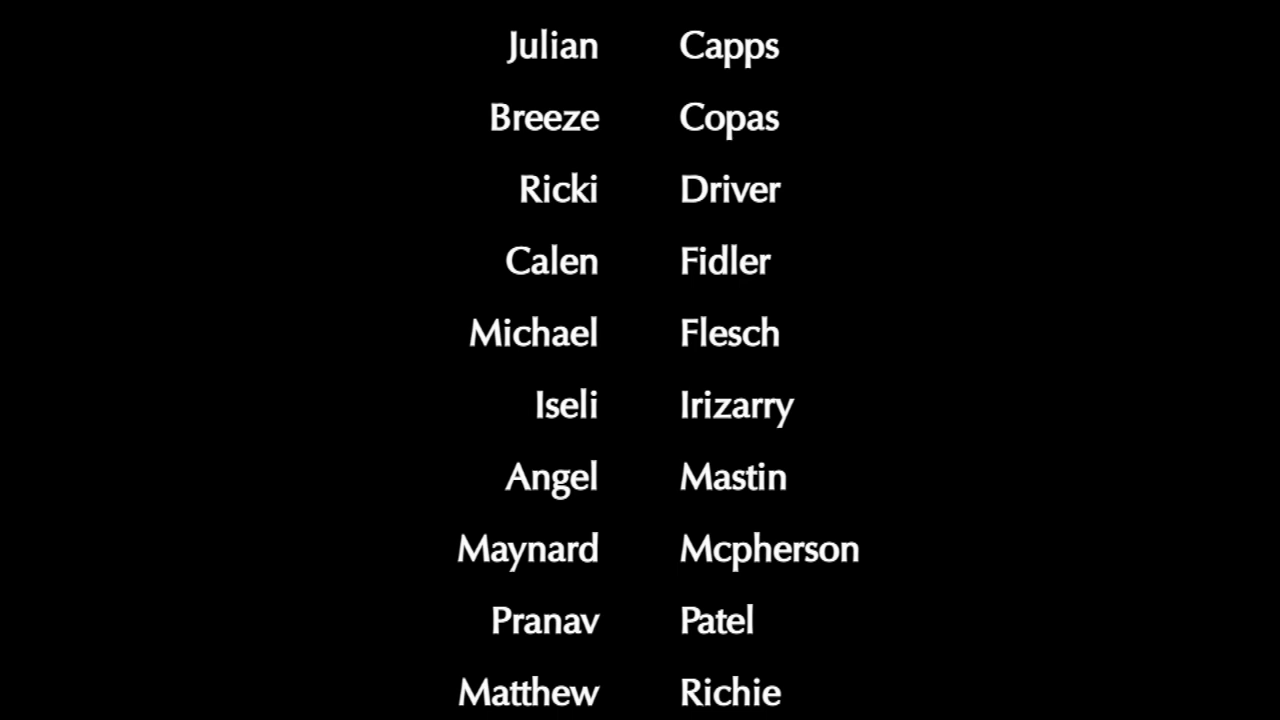 Julian Capps
Breeze Copas
Ricki Driver
Calen Fidler
Michael Flesch
Iseli Irizarry
Angel Mastin
Maynard Mcpherson
Pranav Patel
Matthew Richie